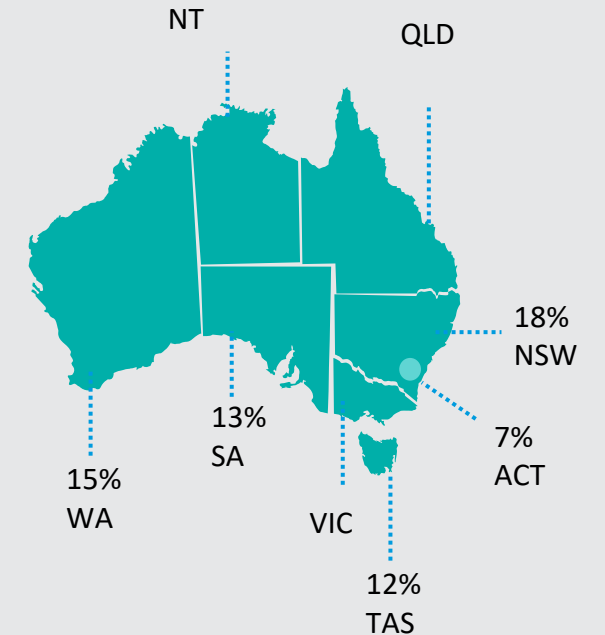 NT
QLD
18%
NSW
13%
SA
7%
ACT
15%
WA
VIC
12%
TAS